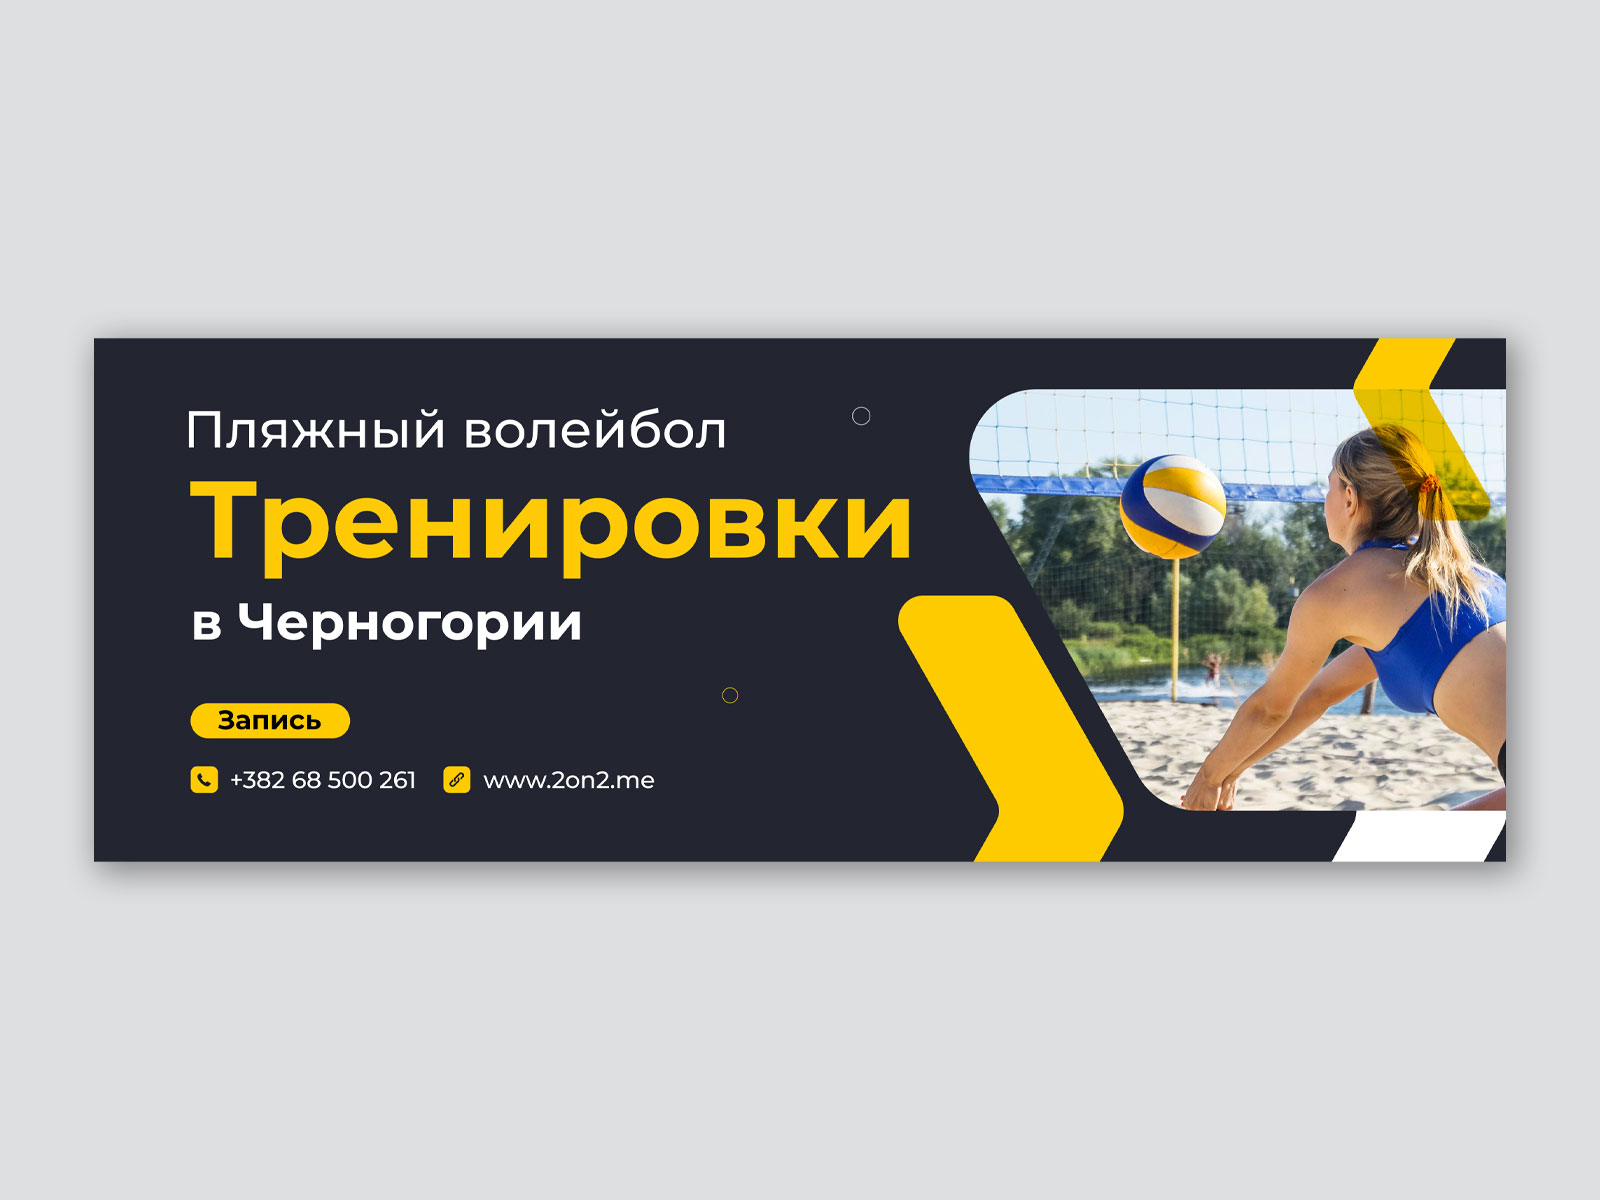 Пляжный волейбол
Тренировки
в Черногории
Запись
+382 68 500 261 www.2on2.me